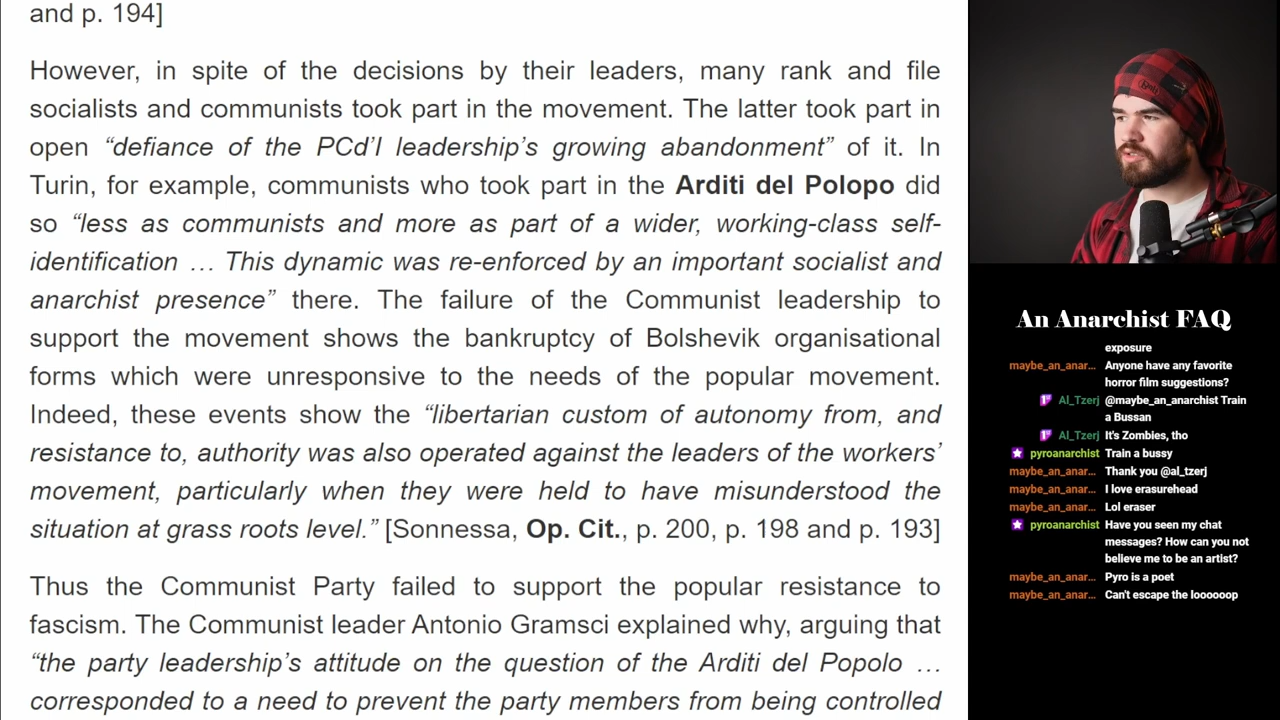 and p. 194]
However, in spite of the decisions by their leaders, many rank and file
socialists and communists took part in the movement. The latter took part in
open “defiance of the PCd’I leadership’s growing abandonment” of it. In
Turin, for example, communists who took part in the Arditi del Polopo did
so “less as communists and more as part of a wider, working-class self-
identification … This dynamic was re-enforced by an important socialist and
anarchist presence” there. The failure of the Communist leadership to
support the movement shows the bankruptcy of Bolshevik organisational
forms which were unresponsive to the needs of the popular movement.
Indeed, these events show the “libertarian custom of autonomy from, and
resistance to, authority was also operated against the leaders of the workers’
movement, particularly when they were held to have misunderstood the
situation at grass roots level.” [Sonnessa, Op. Cit., p. 200, p. 198 and p. 193]
Thus the Communist Party failed to support the popular resistance to
fascism. The Communist leader Antonio Gramsci explained why, arguing that
“the party leadership’s attitude on the question of the Arditi del Popolo …
corresponded to a need to prevent the party members from being controlled
An Anarchist FAQ
exposure
maybe_an_anar... Anyone have any favorite
horror film suggestions?
Al_Tzerj @maybe_an_anarchist Train
a Bussan
Al_Tzerj It's Zombies, tho
pyroanarchist Train a bussy
maybe_an_anar... Thank you @al_tzerj
maybe_an_anar... I love erasurehead
maybe_an_anar... Lol eraser
pyroanarchist Have you seen my chat
messages? How can you not
believe me to be an artist?
maybe_an_anar... Pyro is a poet
maybe_an_anar... Can't escape the loooooop